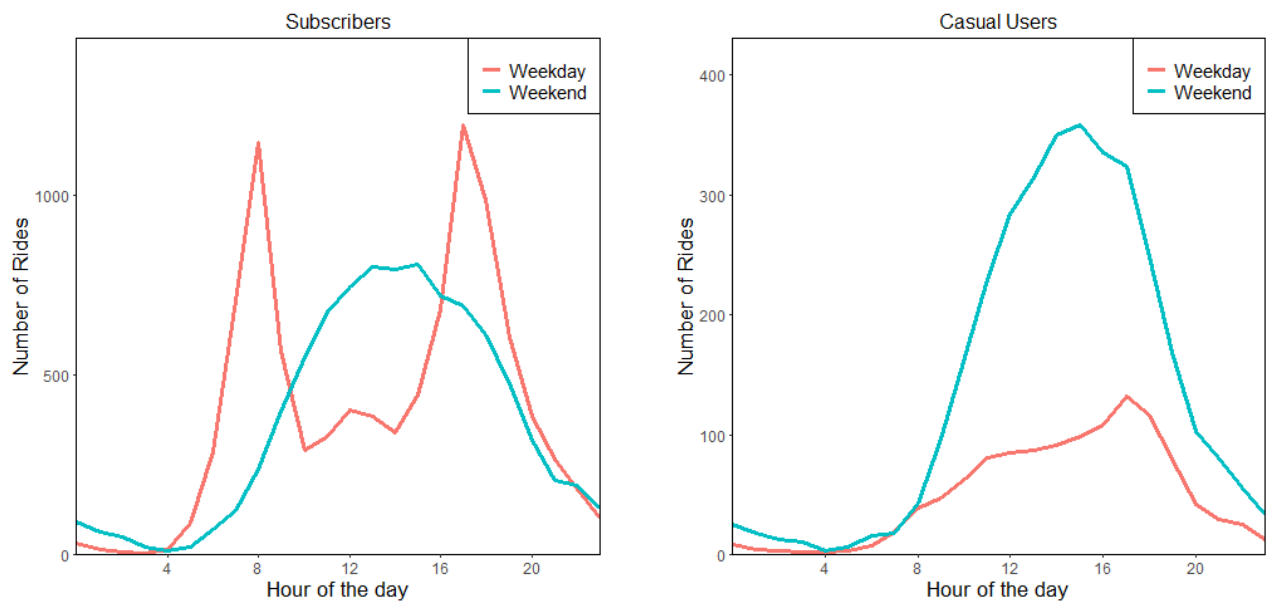 Subscribers
Weekday
Weekend
1000
500
0
Number of Rides
4 8 12 16 20
Hour of the day
Casual Users
Weekday
Weekend
400
300
200
100
0
Number of Rides
4 8 12 16 20
Hour of the day